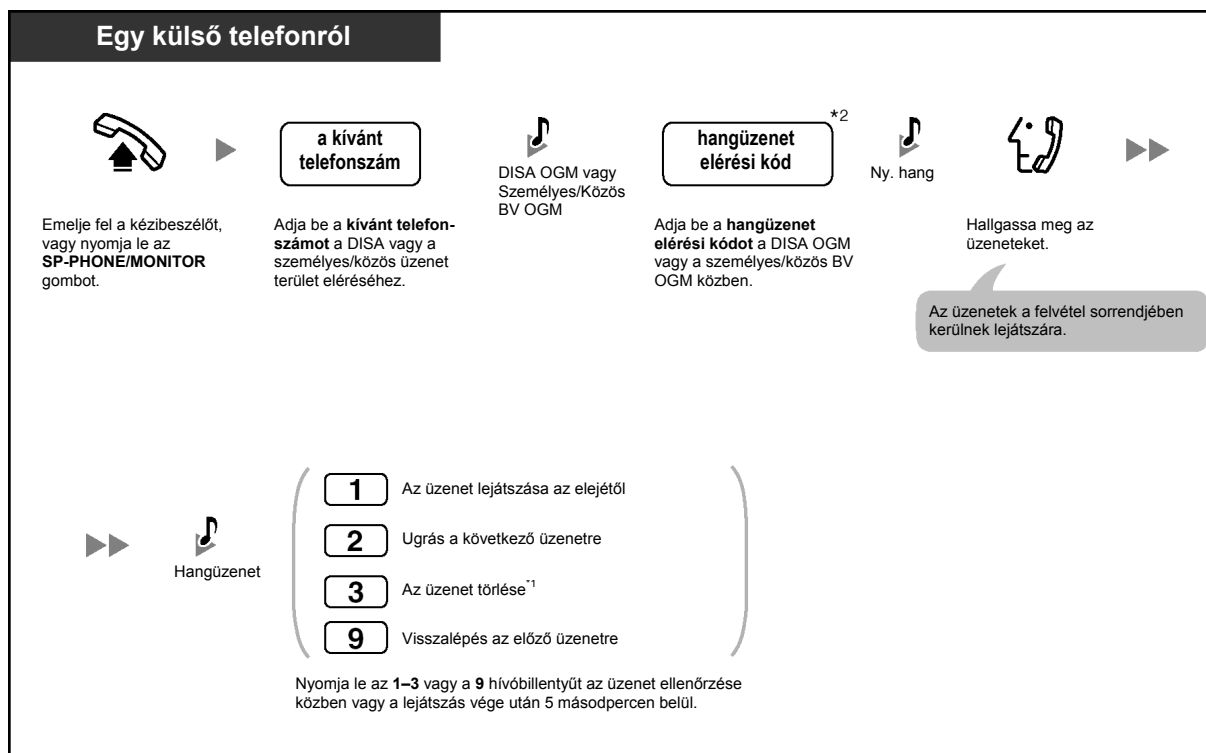 Egy külső telefonról
a kívánt
telefonszám
DISA OGM vagy
Személyes/Közös
BV OGM
hangüzenet
elérési kód
*2
Ny. hang
Emelje fel a kézibeszélőt,
vagy nyomja le az
SP-PHONE/MONITOR
gombot.
Adja be a kívánt telefon-
számot a DISA vagy a
személyes/közös üzenet
terület eléréséhez.
Adja be a hangüzenet
elérési kódot a DISA OGM
vagy a személyes/közös BV
OGM közben.
Hallgassa meg az
üzeneteket.
Az üzenetek a felvétel sorrendjében
kerülnek lejátszára.
Hangüzenet
1 Az üzenet lejátszása az elejétől
2 Ugrás a következő üzenetre
3 Az üzenet törlése*1
9 Visszalépés az előző üzenetre
Nyomja le az 1–3 vagy a 9 hívóbillentyűt az üzenet ellenőrzése
közben vagy a lejátszás vége után 5 másodpercen belül.